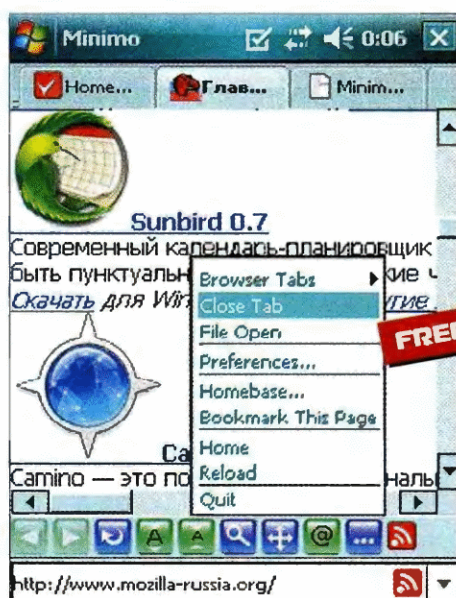 Minimo 0:06
Home... Глав... Minim...
Sunbird 0.7
Современный календарь-планировщик
быть пунктуальн
Скачать для Win
Browser Tabs
Close Tab
File Open
Preferences...
Homebase...
Bookmark This Page
Home
Reload
Quit
FREE
Ca
Camino — это по
http://www.mozilla-russia.org/